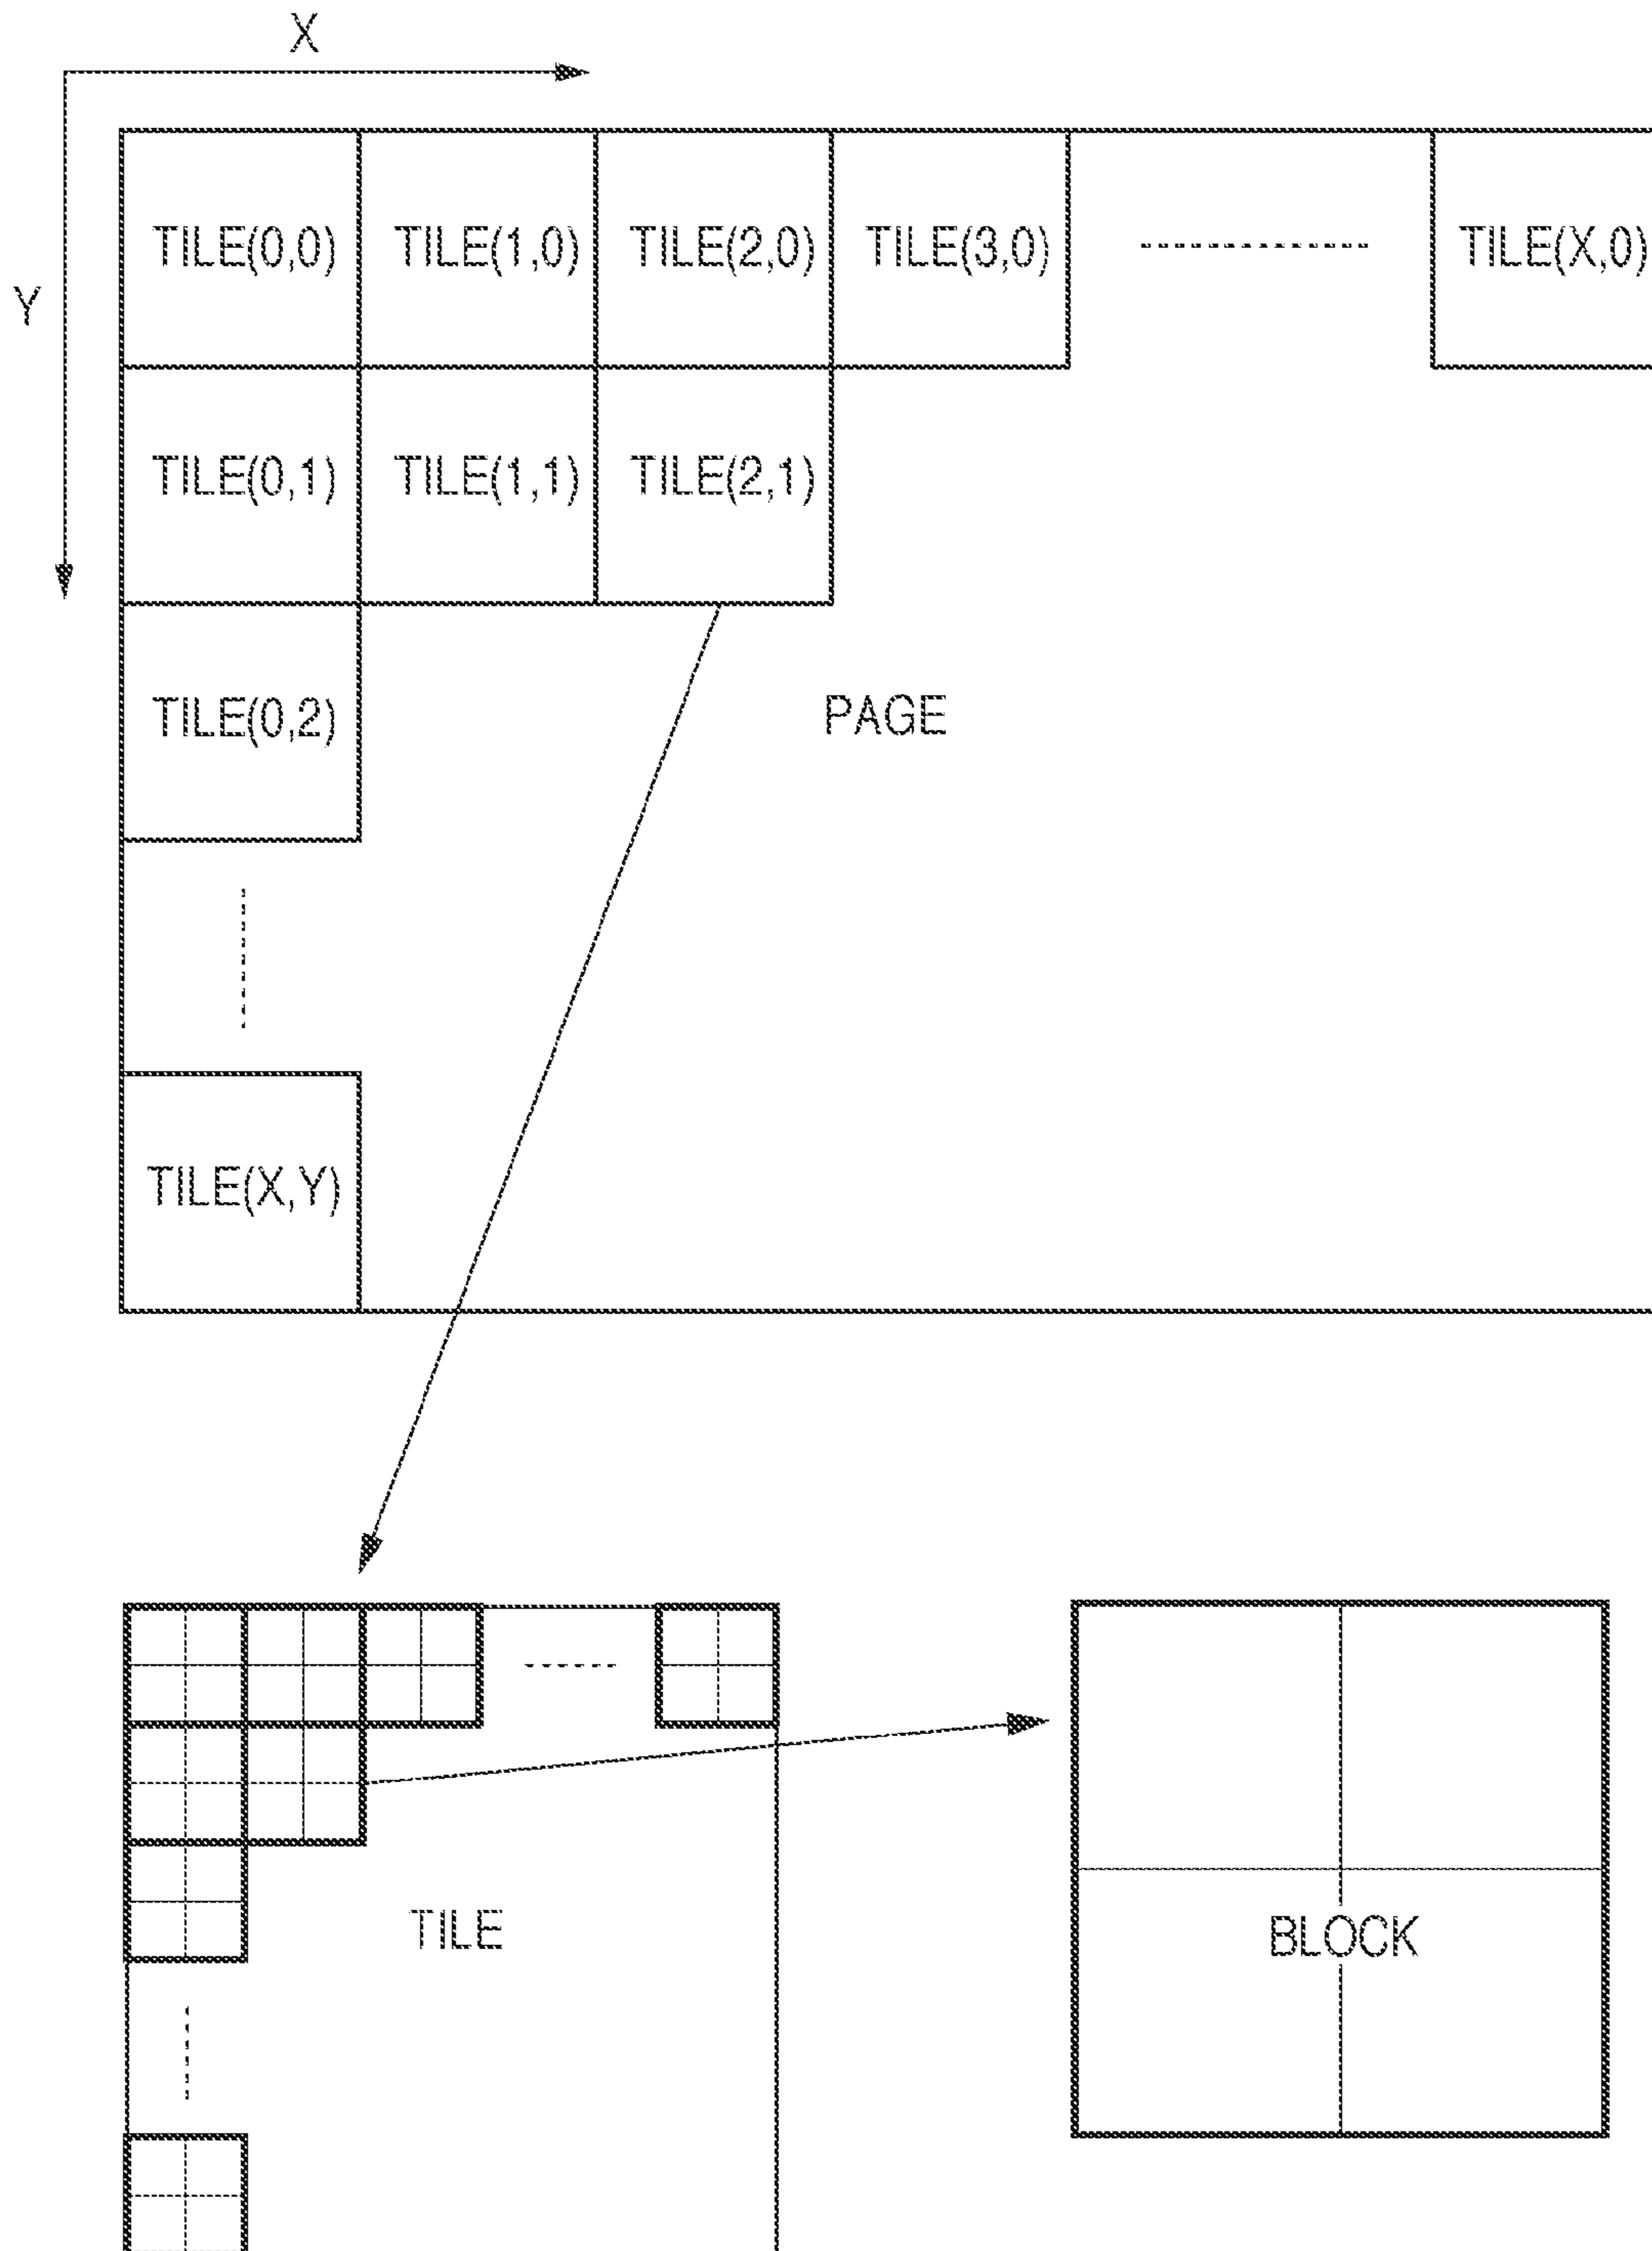 X
Y
TILE(0,0) TILE(1,0) TILE(2,0) TILE(3,0) TILE(X,0)
TILE(0,1) TILE(1,1) TILE(2,1)
TILE(0,2)
PAGE
TILE(X,Y)
TILE
BLOCK